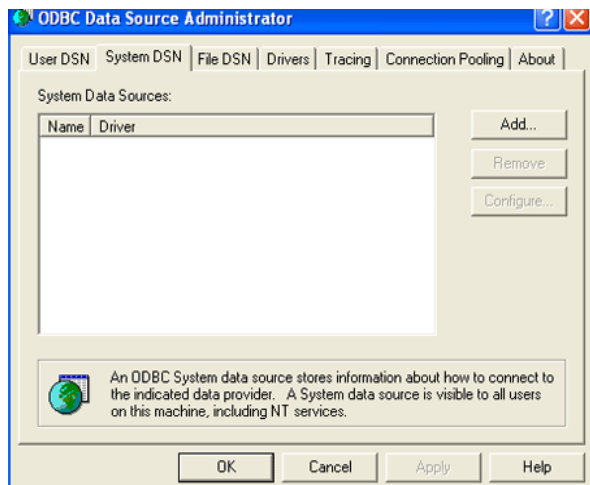 ODBC Data Source Administrator
User DSN System DSN File DSN Drivers Tracing Connection Pooling About
System Data Sources:
Name Driver
Add...
Remove
Configure...
An ODBC System data source stores information about how to connect to
the indicated data provider. A System data source is visible to all users
on this machine, including NT services.
OK Cancel Apply Help